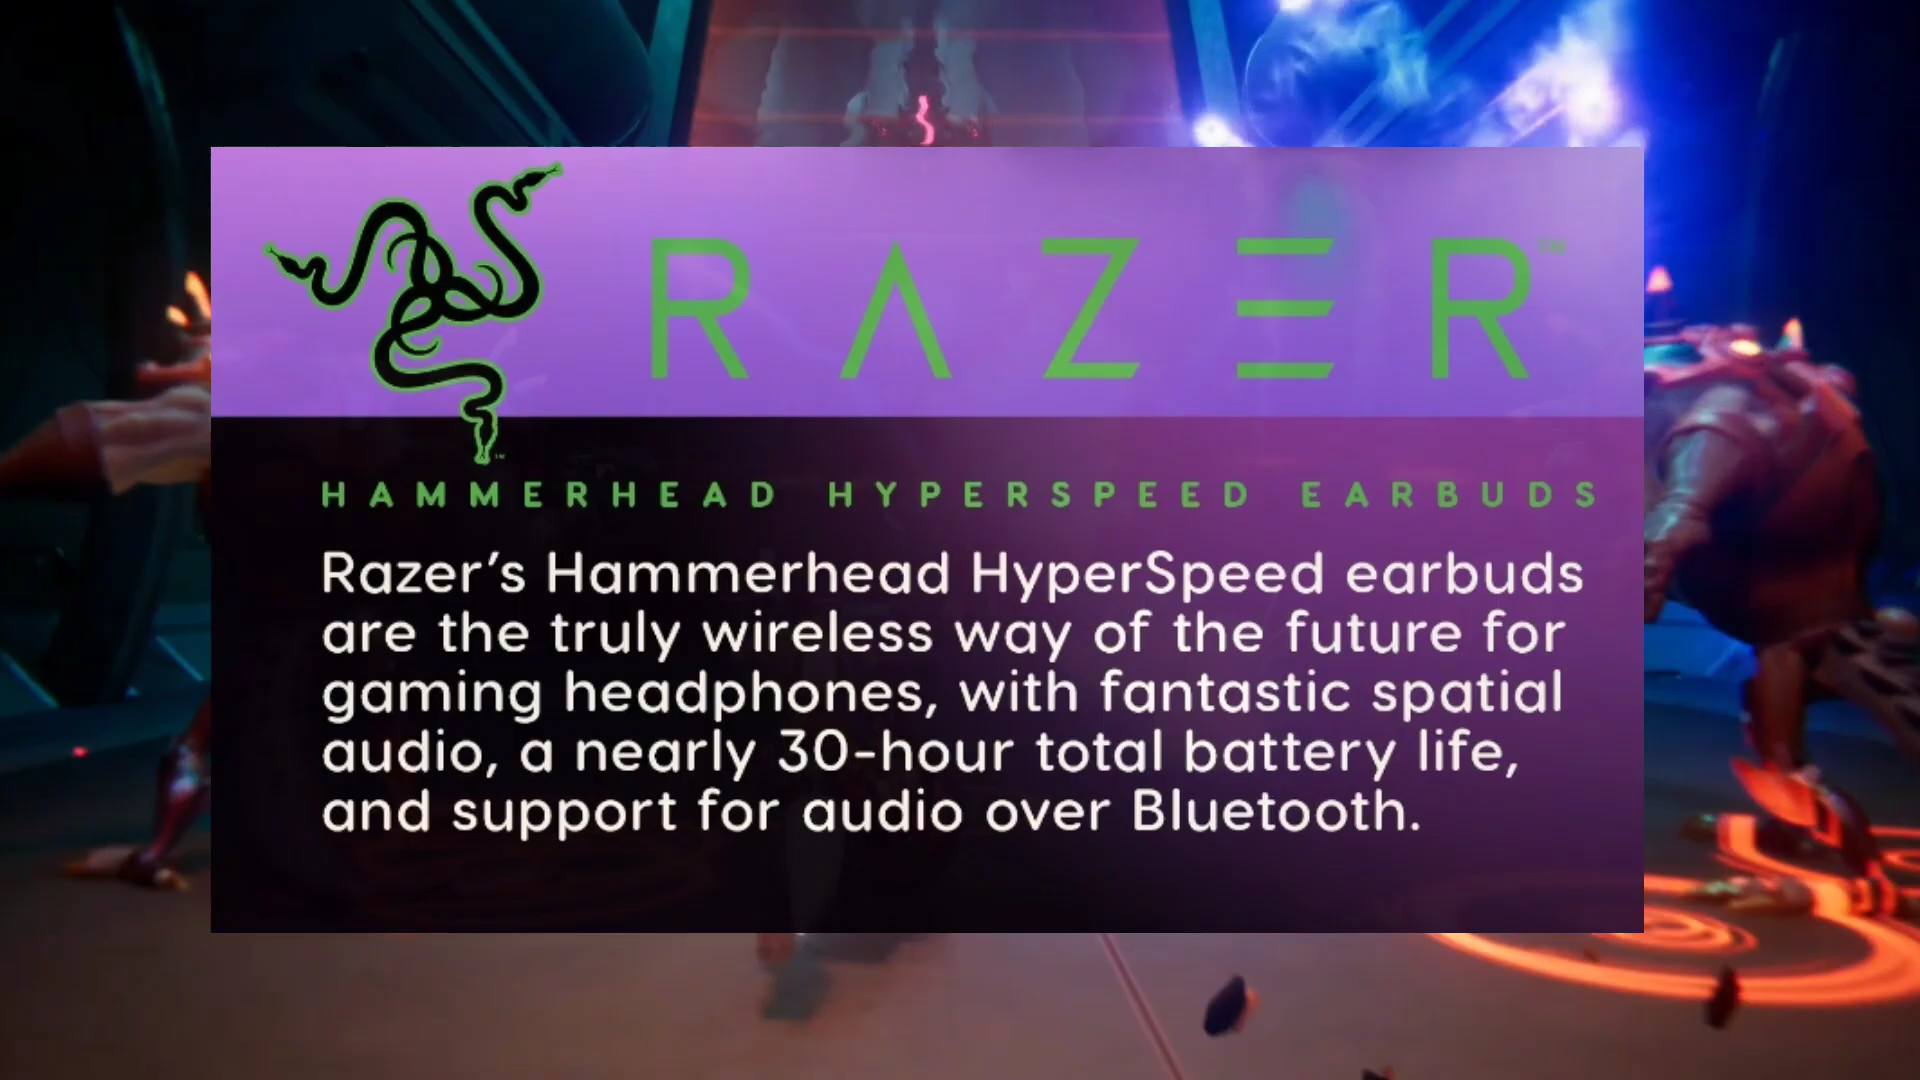 RAZER™
HAMMERHEAD HYPERSPEED EARBUDS
Razer’s Hammerhead HyperSpeed earbuds
are the truly wireless way of the future for
gaming headphones, with fantastic spatial
audio, a nearly 30-hour total battery life,
and support for audio over Bluetooth.